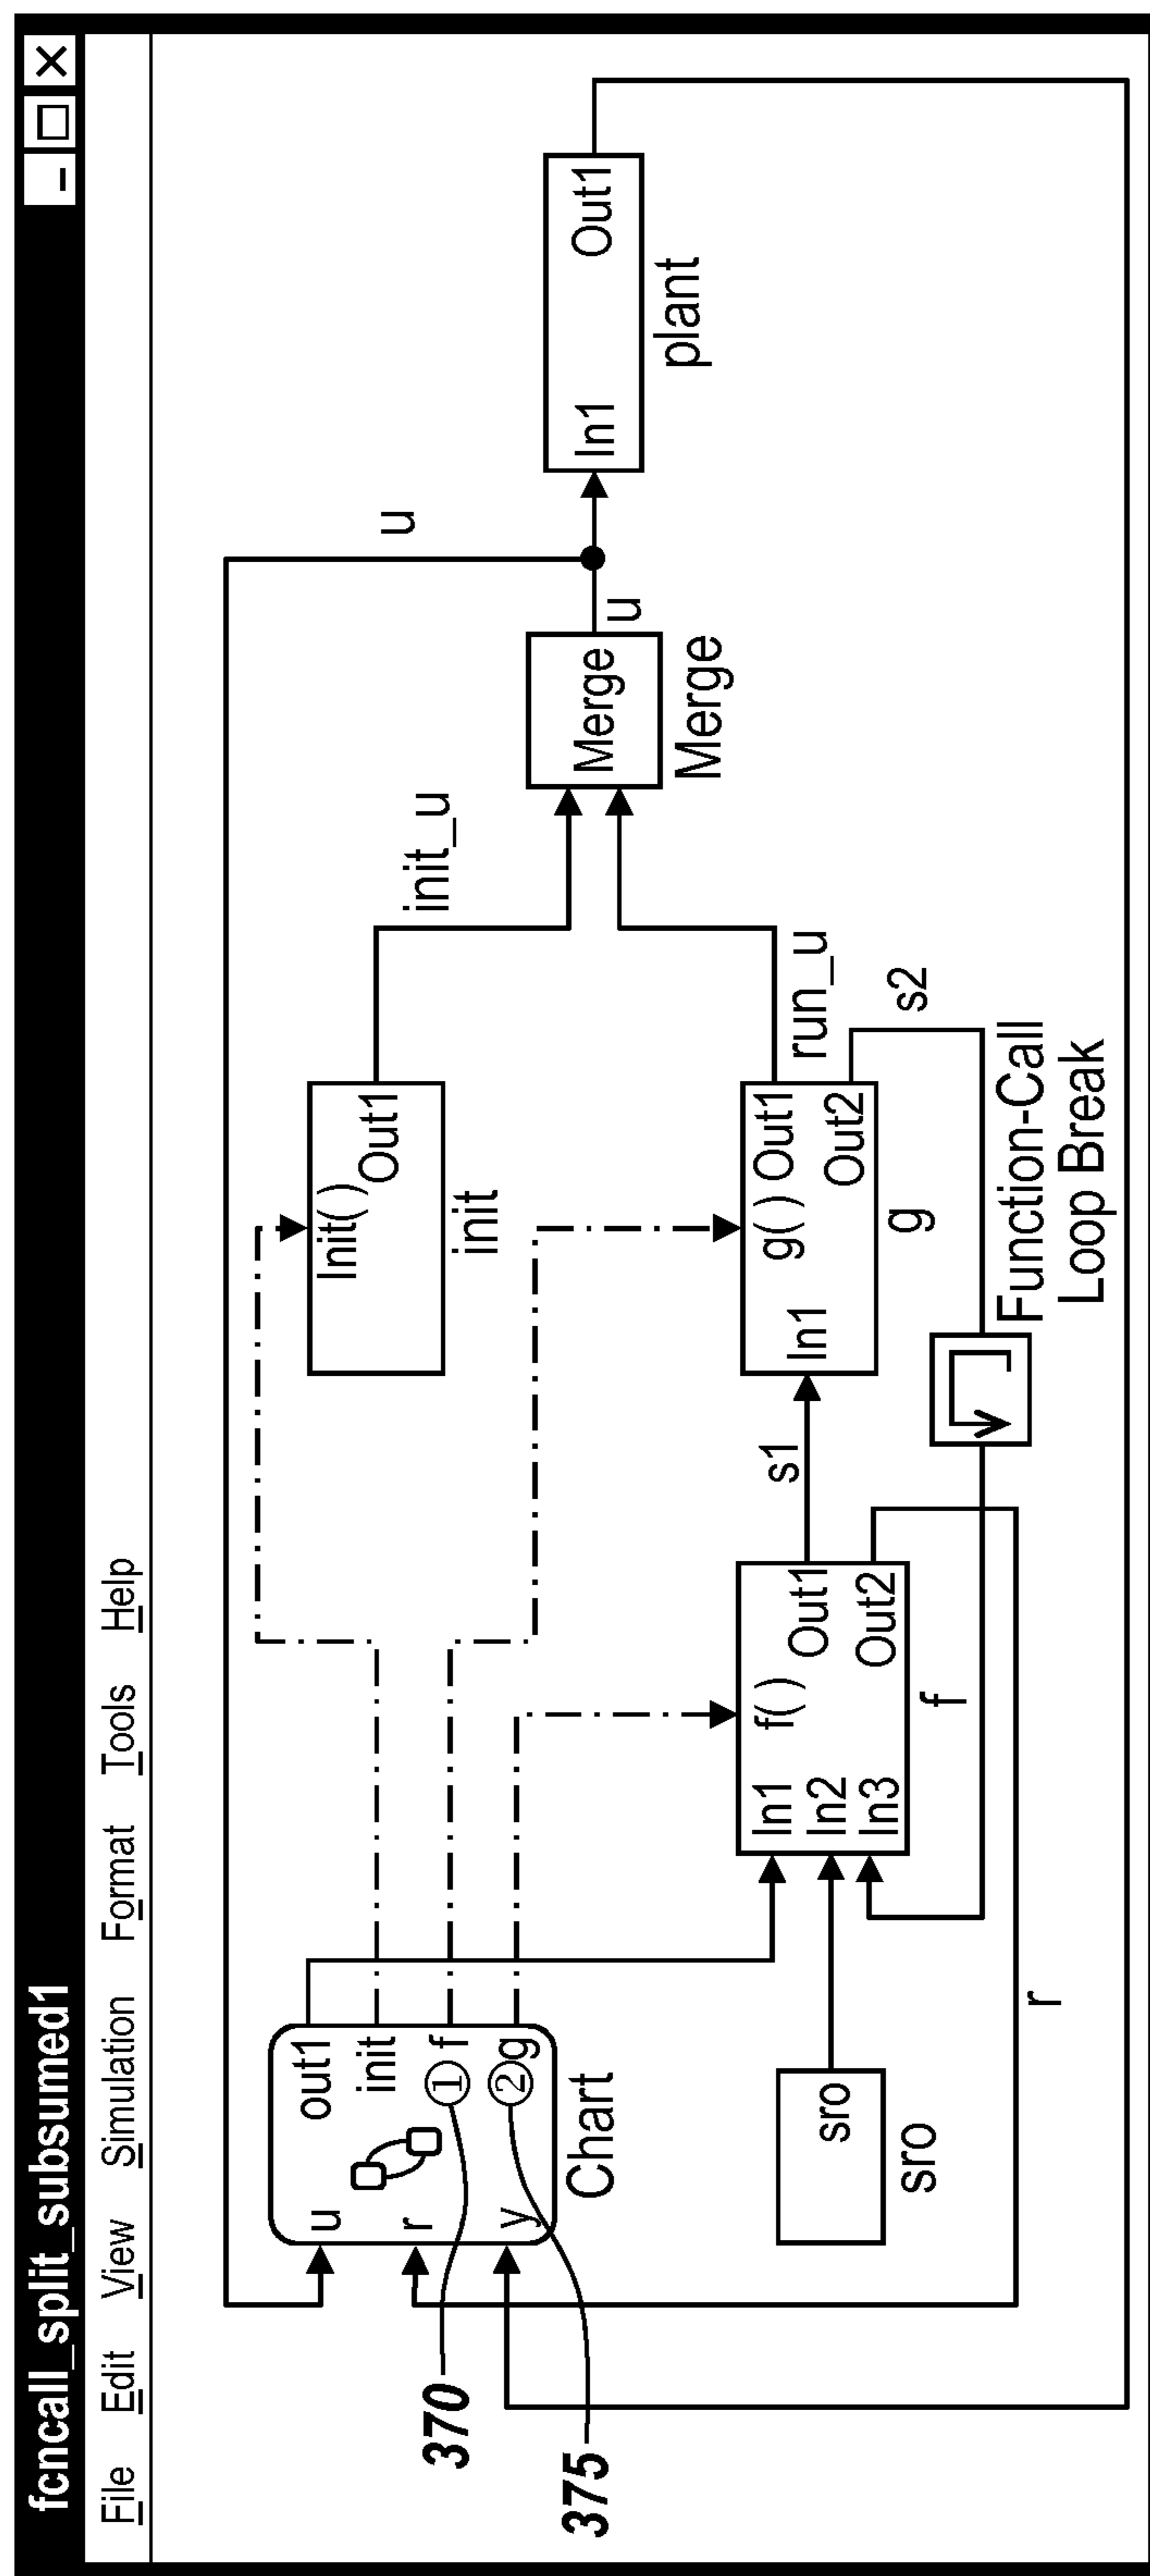 fcncall_split_subsumed1
File Edit View Simulation Format Tools Help
u
init_u
u
r
y
out1
init
1 f
2 g
Chart
370
375
Init()
Out1
init
Merge
Merge
u
In1
Out1
plant
sro
sro
In1
In2
In3
f()
Out1
Out2
f
s1
In1
g()
Out1
Out2
g
run_u
s2
Function-Call
Loop Break
r